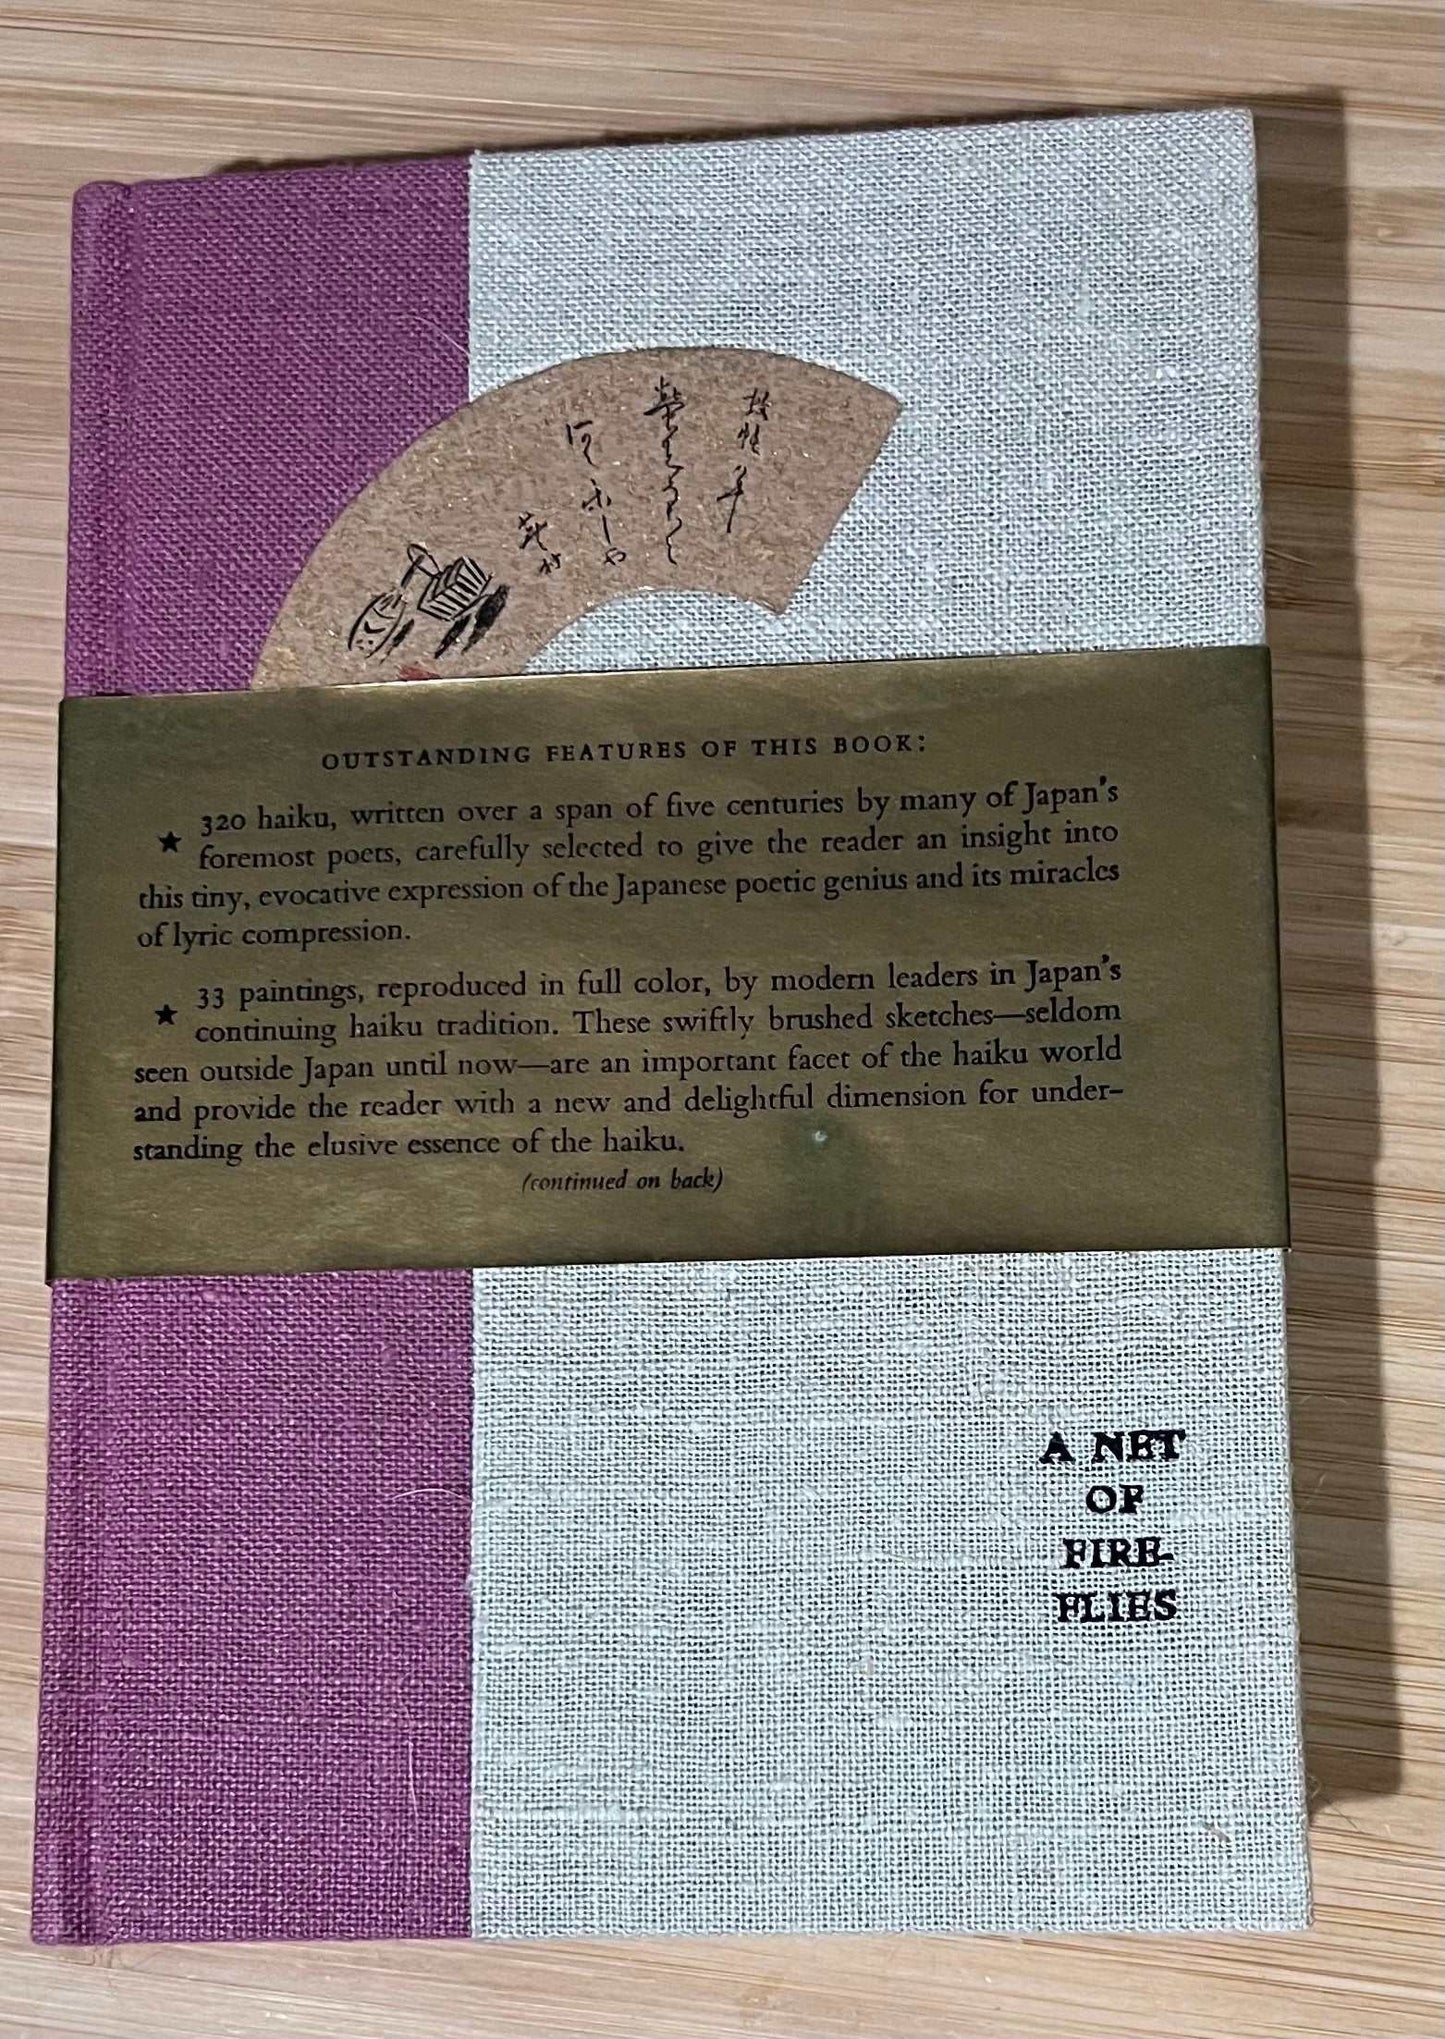 蕪村
OUTSTANDING FEATURES OF THIS BOOK:
★ 320 haiku, written over a span of five centuries by many of Japan's
foremost poets, carefully selected to give the reader an insight into
this tiny, evocative expression of the Japanese poetic genius and its miracles
of lyric compression.
★ 33 paintings, reproduced in full color, by modern leaders in Japan's
continuing haiku tradition. These swiftly brushed sketches—seldom
seen outside Japan until now—are an important facet of the haiku world
and provide the reader with a new and delightful dimension for under-
standing the elusive essence of the haiku.
(continued on back)
A NET
OF
FIRE-
FLIES